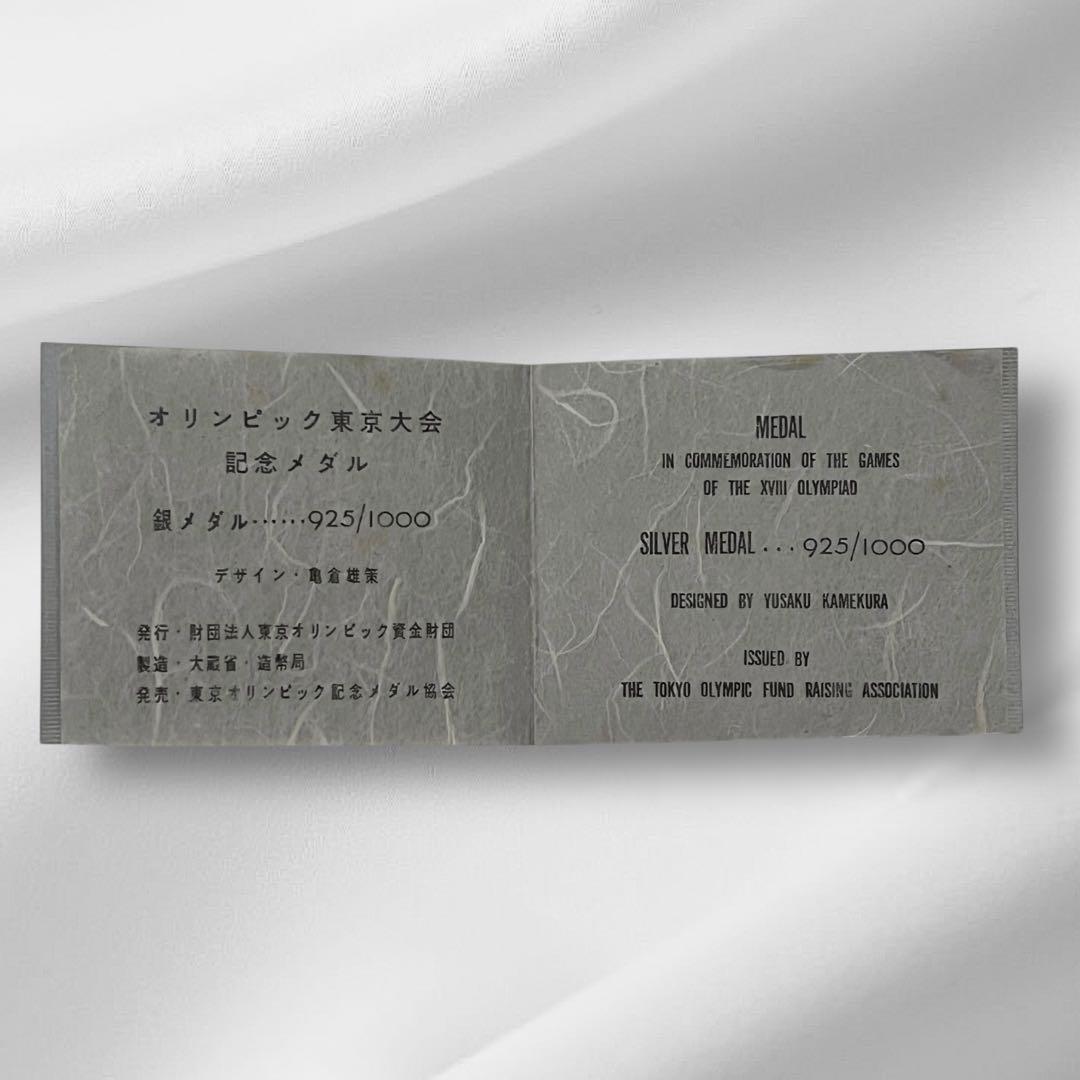 オリンピック東京大会
記念メダル
銀メダル……925/1000
デザイン・亀倉雄策
発行・財団法人東京オリンピック資金財団
製造・大蔵省・造幣局
発売・東京オリンピック記念メダル協会
MEDAL
IN COMMEMORATION OF THE GAMES
OF THE XVIII OLYMPIAD
SILVER MEDAL...925/1000
DESIGNED BY YUSAKU KAMEKURA
ISSUED BY
THE TOKYO OLYMPIC FUND RAISING ASSOCIATION